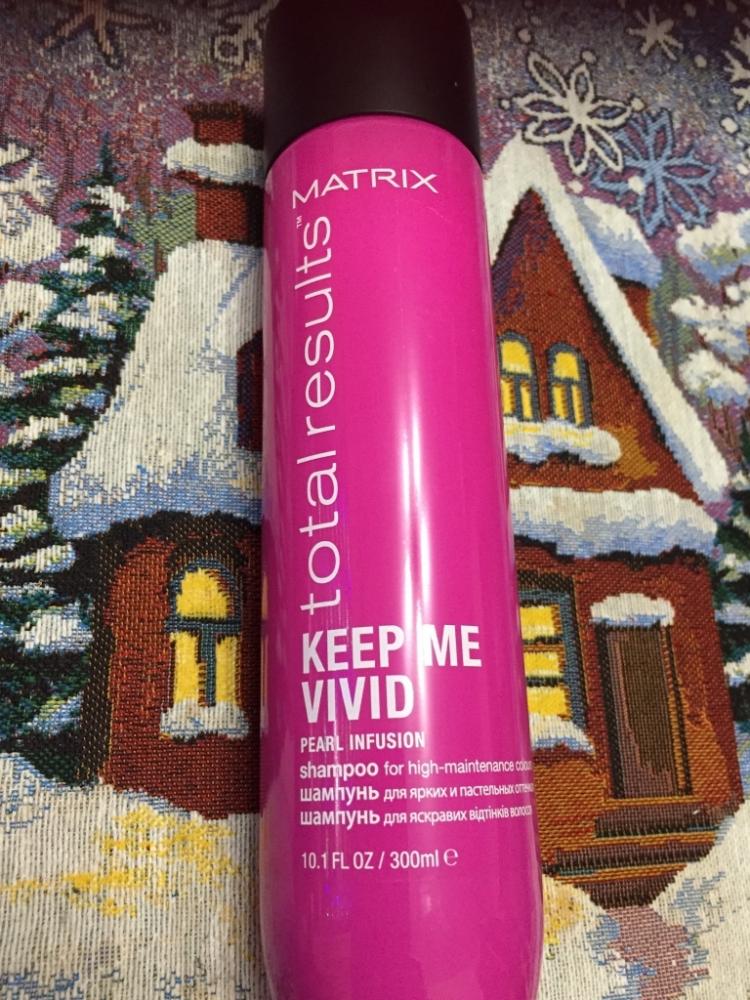 MATRIX
total results™
KEEP ME
VIVID
PEARL INFUSION
shampoo for high-maintenance
шампунь для ярких и пастельных
шампунь для яскравих відтінків
10.1 FL OZ / 300ml ℮